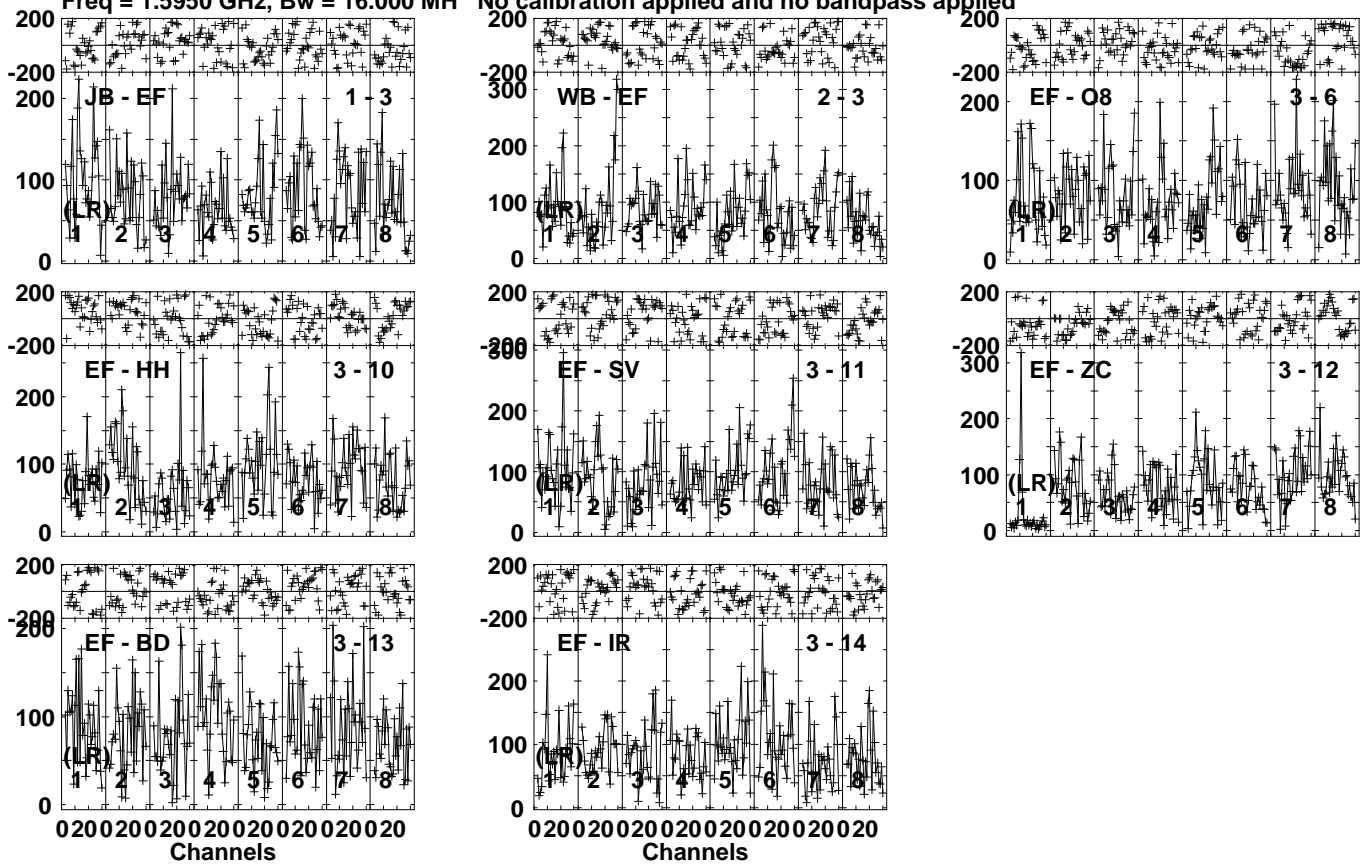 Freq = 1.5950 GHz, Bw = 16.000 MH No calibration applied and no bandpass applied
200 200 200
-200 -200 -200
JB - EF 1 - 3 WB - EF 2 - 3 EF - O8 3 - 6
200 300 200
100 200 100
0 100 0
0
(LR) (LR) (LR)
1 2 3 4 5 6 7 8 1 2 3 4 5 6 7 8 1 2 3 4 5 6 7 8
200 200 200
-200 -200 -200
EF - HH 3 - 10 EF - SV 3 - 11 EF - ZC 3 - 12
200 300 300
100 200 200
0 100 100
0 0
(LR) (LR) (LR)
1 2 3 4 5 6 7 8 1 2 3 4 5 6 7 8 1 2 3 4 5 6 7 8
200 200
-200 -200
EF - BD 3 - 13 EF - IR 3 - 14
200 200
100 100
0 0
(LR) (LR)
1 2 3 4 5 6 7 8 1 2 3 4 5 6 7 8
0 20 0 20 0 20 0 20 0 20 0 20 0 20 0 20 0 20 0 20 0 20 0 20 0 20 0 20 0 20 0 20
Channels Channels